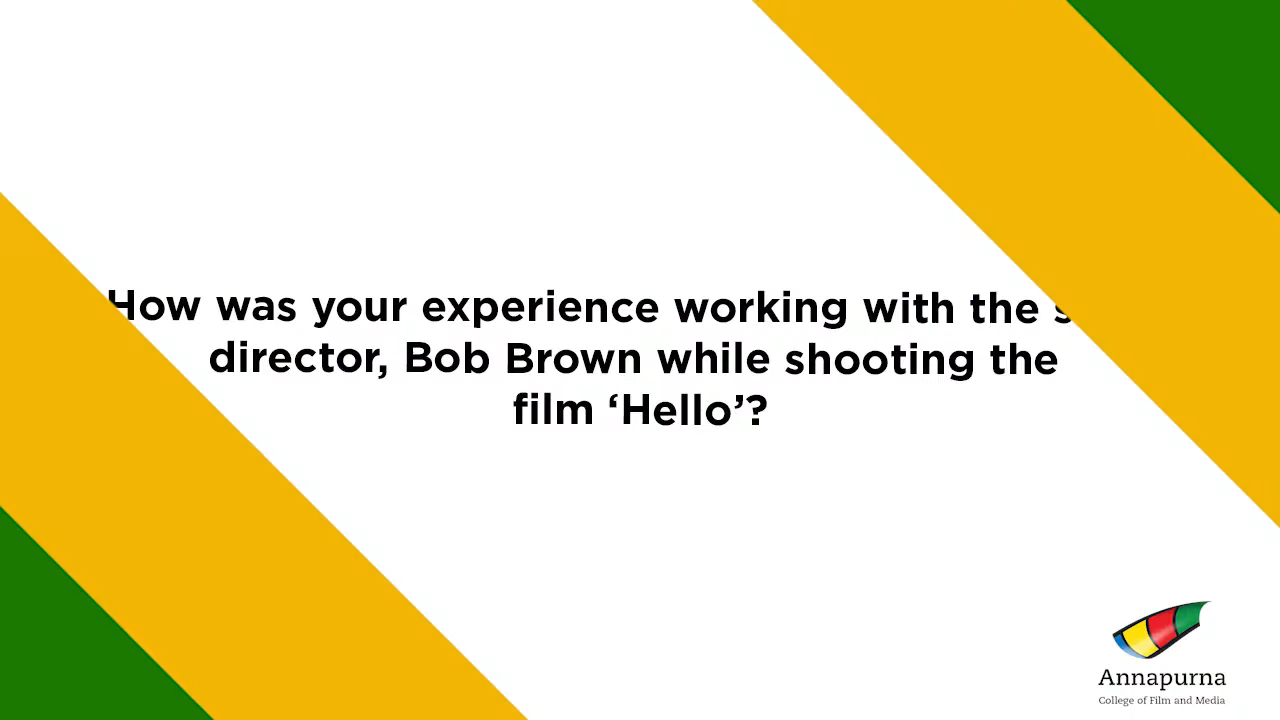 How was your experience working with the
director, Bob Brown while shooting the
film ‘Hello’?
Annapurna
College of Film and Media